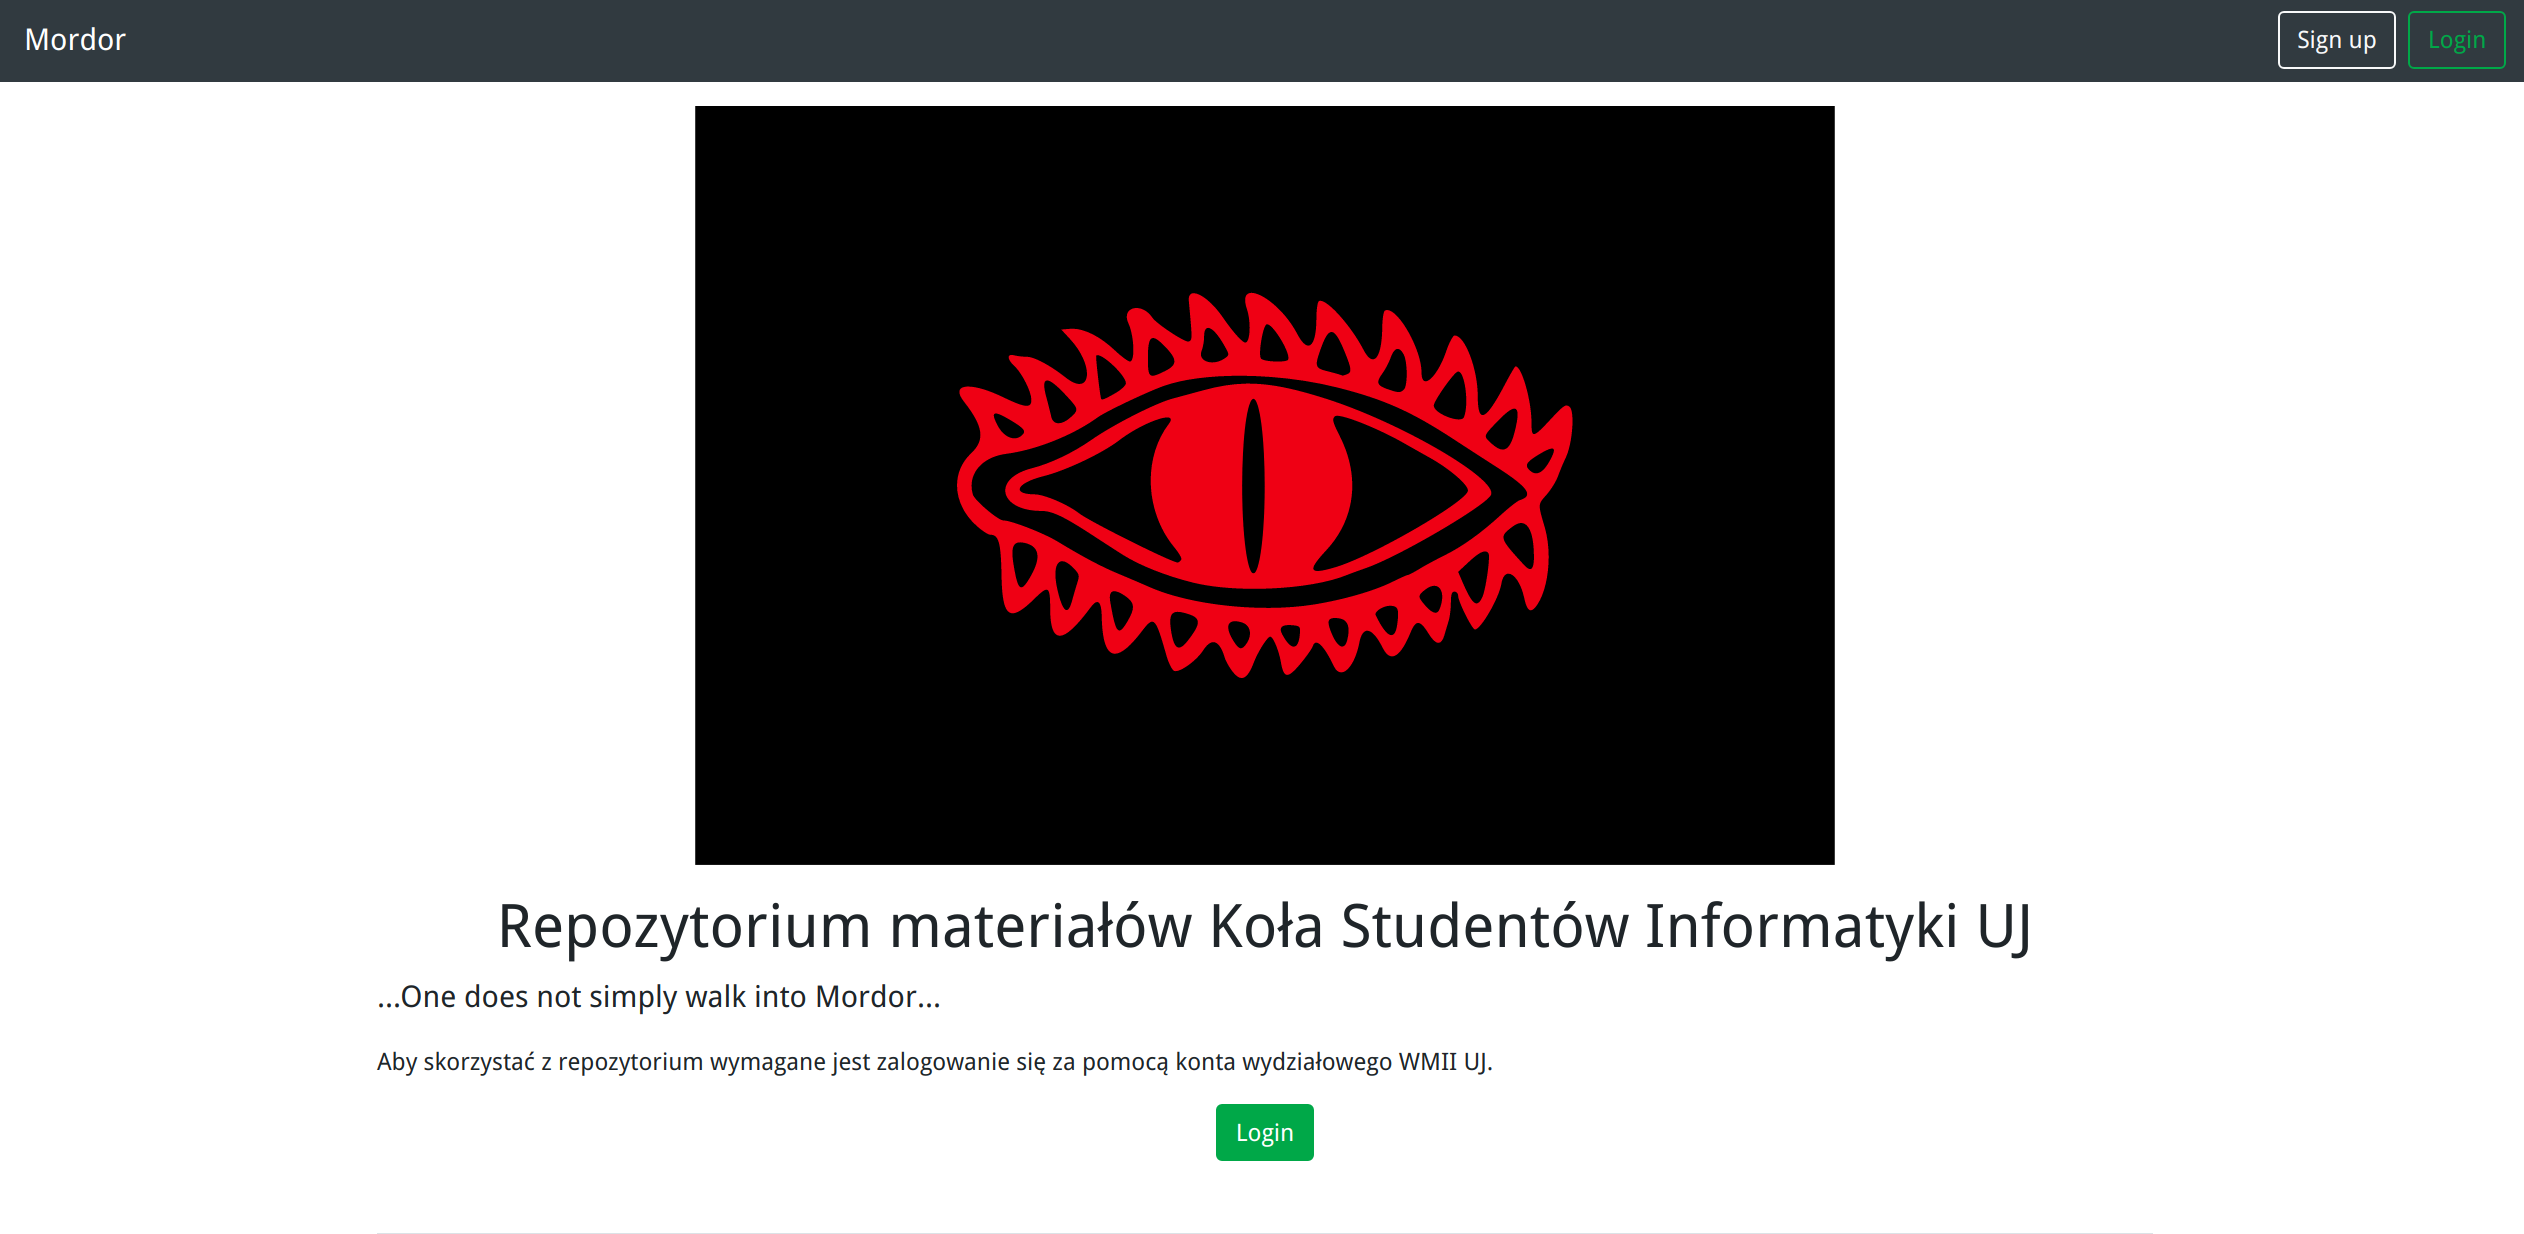 Mordor
Sign up
Login
Repozytorium materiałów Koła Studentów Informatyki UJ
...One does not simply walk into Mordor...
Aby skorzystać z repozytorium wymagane jest zalogowanie się za pomocą konta wydziałowego WMII UJ.
Login